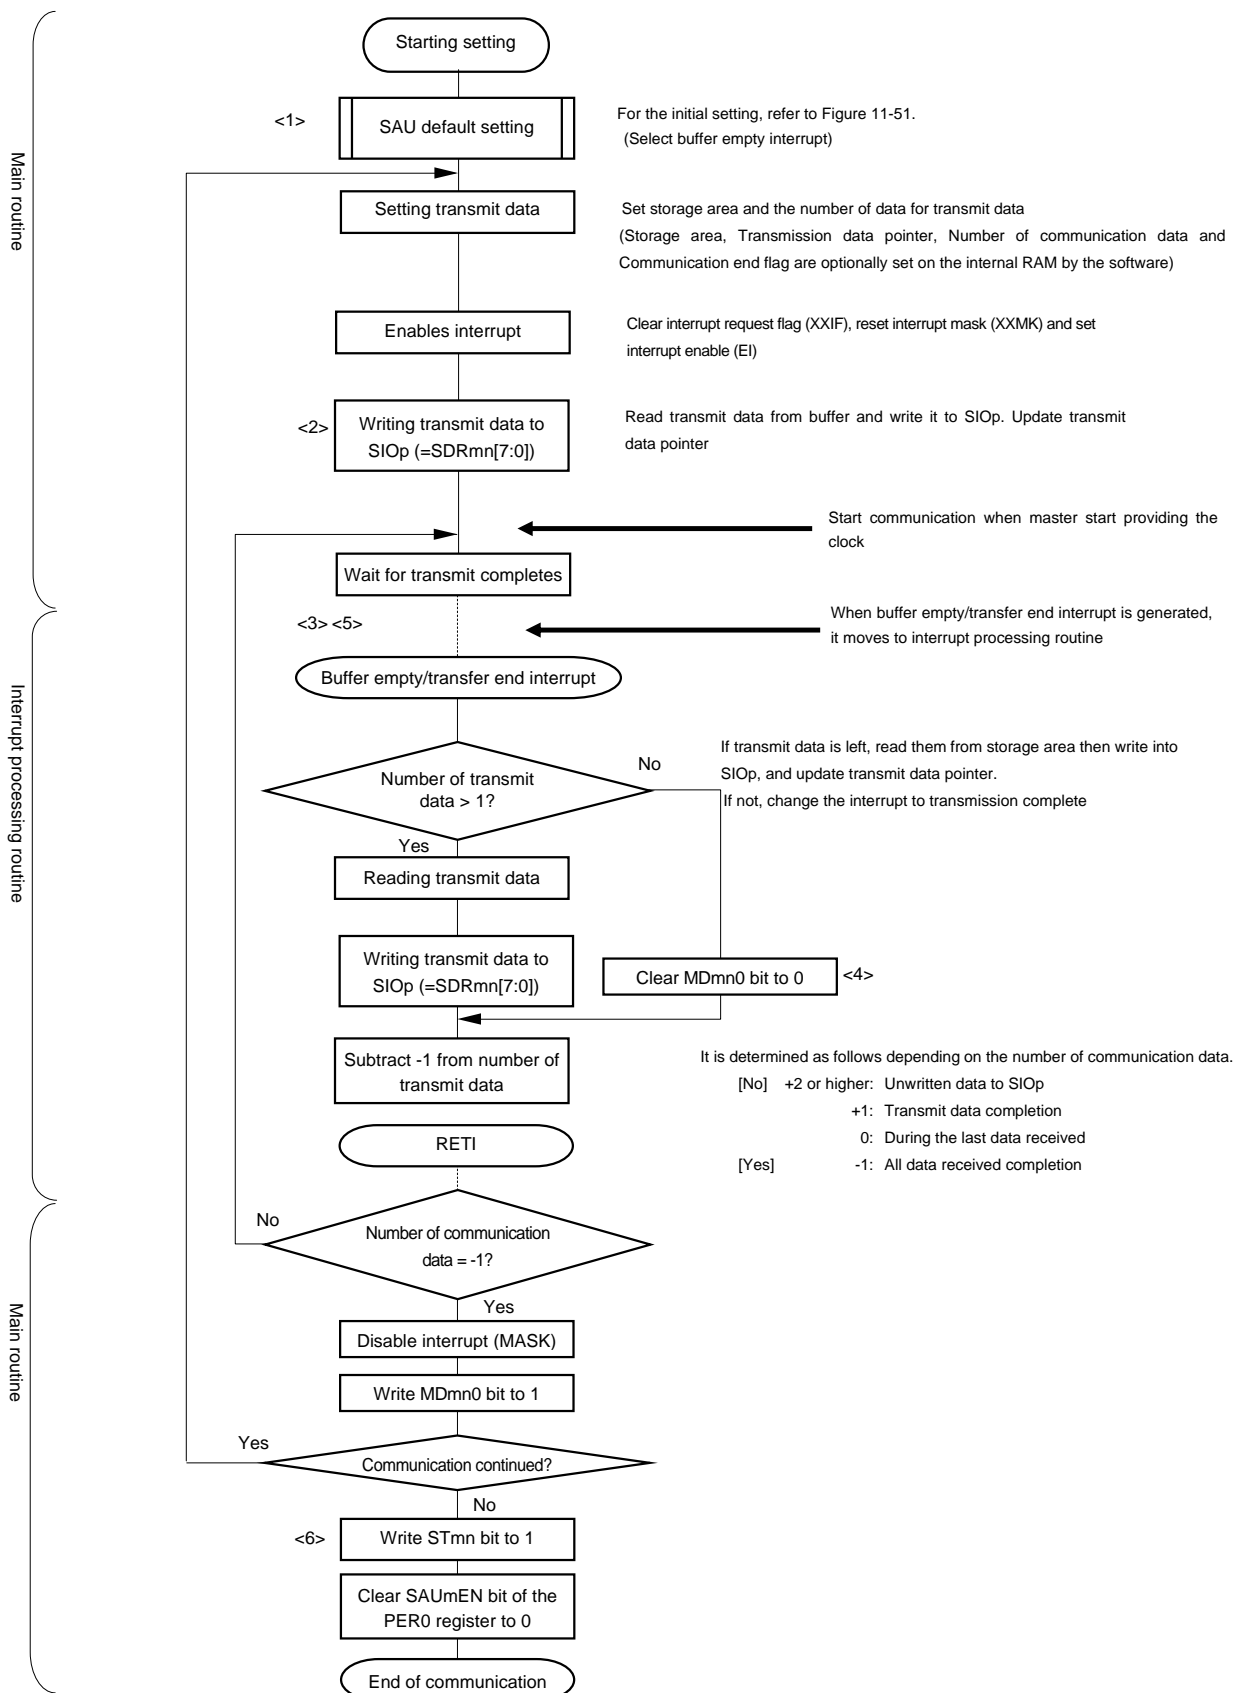 Starting setting
<1>
SAU default setting
For the initial setting, refer to Figure 11-51.
(Select buffer empty interrupt)
Main routine
Setting transmit data
Set storage area and the number of data for transmit data
(Storage area, Transmission data pointer, Number of communication data and
Communication end flag are optionally set on the internal RAM by the software)
Enables interrupt
Clear interrupt request flag (XXIF), reset interrupt mask (XXMK) and set
interrupt enable (EI)
<2>
Writing transmit data to
SIOp (=SDRmn[7:0])
Read transmit data from buffer and write it to SIOp. Update transmit
data pointer
Start communication when master start providing the
clock
Wait for transmit completes
<3> <5>
When buffer empty/transfer end interrupt is generated,
it moves to interrupt processing routine
Buffer empty/transfer end interrupt
Interrupt processing routine
Number of transmit
data > 1?
No
If transmit data is left, read them from storage area then write into
SIOp, and update transmit data pointer.
If not, change the interrupt to transmission complete
Yes
Reading transmit data
Writing transmit data to
SIOp (=SDRmn[7:0])
Clear MDmn0 bit to 0
<4>
Subtract -1 from number of
transmit data
It is determined as follows depending on the number of communication data.
[No] +2 or higher: Unwritten data to SIOp
+1: Transmit data completion
0: During the last data received
[Yes] -1: All data received completion
RETI
No
Number of communication
data = -1?
Yes
Main routine
Disable interrupt (MASK)
Write MDmn0 bit to 1
Yes
Communication continued?
No
<6>
Write STmn bit to 1
Clear SAUmEN bit of the
PER0 register to 0
End of communication